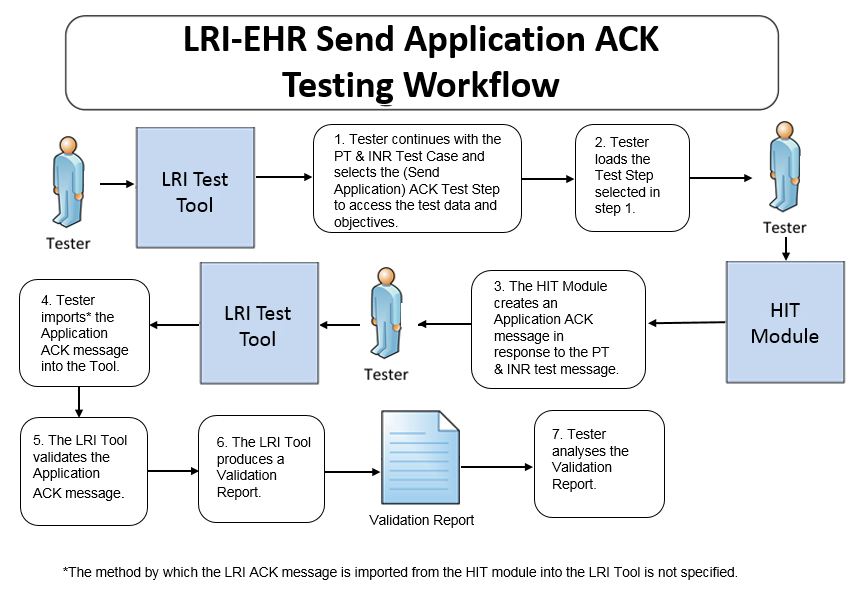 LRI-EHR Send Application ACK
Testing Workflow
Tester
LRI Test
Tool
1. Tester continues with the
PT & INR Test Case and
selects the (Send
Application) ACK Test Step
to access the test data and
objectives.
2. Tester
loads the
Test Step
selected in
step 1.
Tester
HIT
Module
3. The HIT Module
creates an
Application ACK
message in
response to the PT
& INR test message.
Tester
LRI Test
Tool
4. Tester
imports* the
Application
ACK message
into the Tool.
5. The LRI Tool
validates the
Application
ACK message.
6. The LRI Tool
produces a
Validation
Report.
Validation Report
7. Tester
analyses the
Validation
Report.
*The method by which the LRI ACK message is imported from the HIT module into the LRI Tool is not specified.